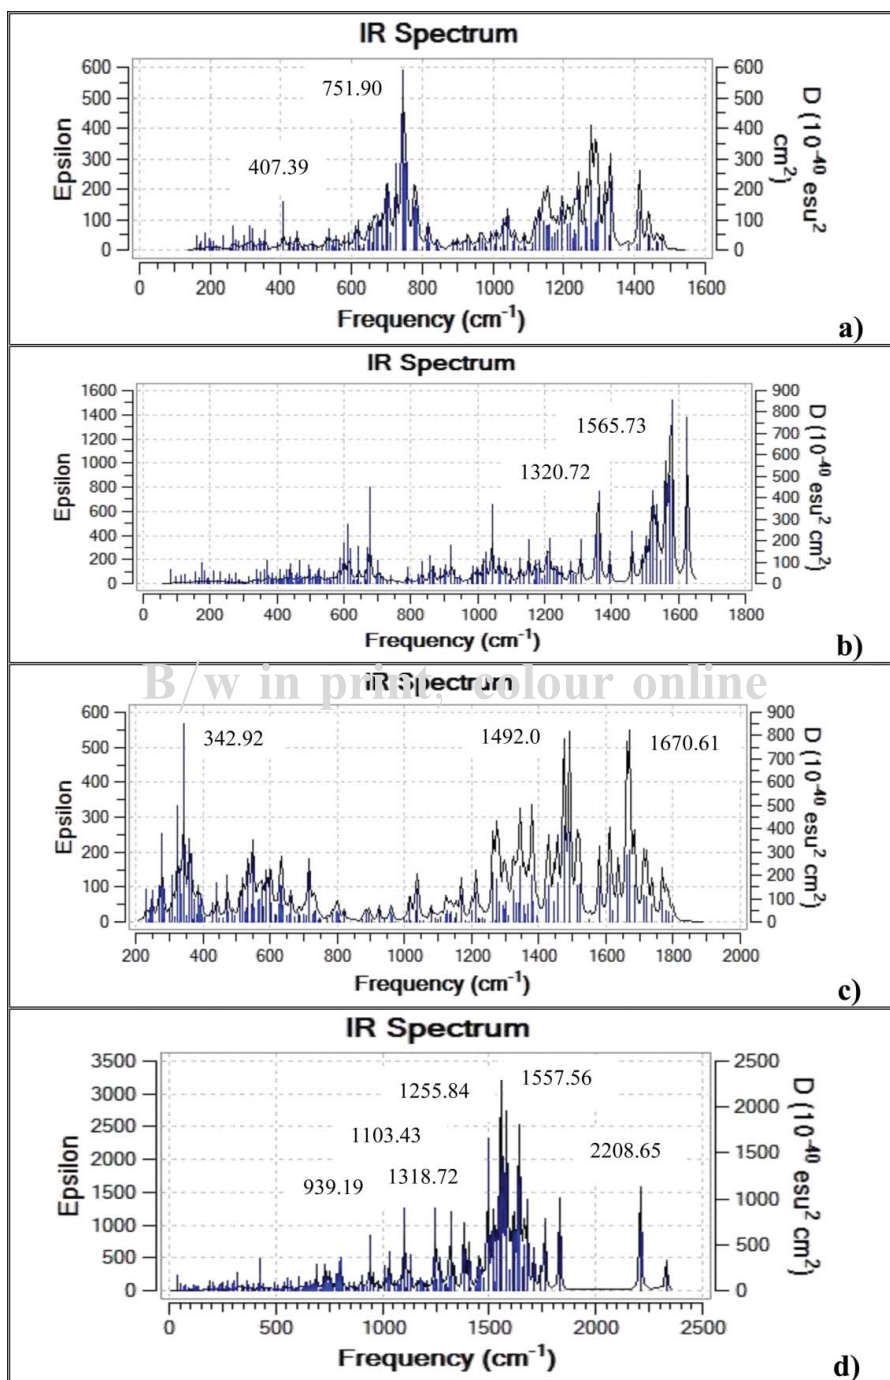 IR Spectrum
600 600
500 500
400 400
300 300
200 200
100 100
0 0
Epsilon
D (10⁻⁴⁰ esu² cm²)
751.90
407.39
0 200 400 600 800 1000 1200 1400 1600
Frequency (cm⁻¹)
a)
IR Spectrum
1600 900
1400 800
1200 700
1000 600
800 500
600 400
400 300
200 200
0 100
0
Epsilon
D (10⁻⁴⁰ esu² cm²)
1565.73
1320.72
0 200 400 600 800 1000 1200 1400 1600 1800
Frequency (cm⁻¹)
b)
B/w in print, colour online
IR Spectrum
600 900
500 800
400 700
300 600
200 500
100 400
0 300
200
100
0
Epsilon
D (10⁻⁴⁰ esu² cm²)
342.92
1492.0
1670.61
200 400 600 800 1000 1200 1400 1600 1800 2000
Frequency (cm⁻¹)
c)
IR Spectrum
3500 2500
3000 2000
2500 1500
2000 1000
1500 500
1000 0
500
0
Epsilon
D (10⁻⁴⁰ esu² cm²)
1255.84
1557.56
1103.43
939.19
1318.72
2208.65
0 500 1000 1500 2000 2500
Frequency (cm⁻¹)
d)